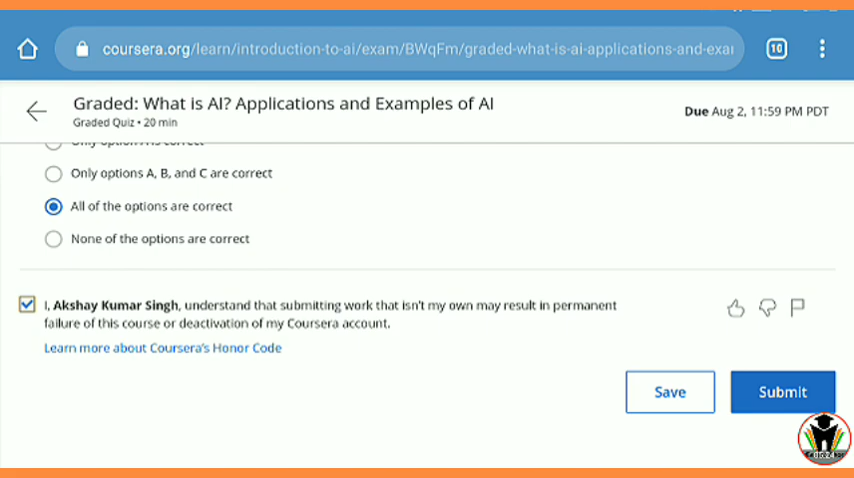 coursera.org/learn/introduction-to-ai/exam/BWqFm/graded-what-is-ai-applications-and-exar
10
Graded: What is AI? Applications and Examples of AI
Graded Quiz • 20 min
Due Aug 2, 11:59 PM PDT
Only options A, B, and C are correct
All of the options are correct
None of the options are correct
I, Akshay Kumar Singh, understand that submitting work that isn't my own may result in permanent
failure of this course or deactivation of my Coursera account.
Learn more about Coursera's Honor Code
Save
Submit